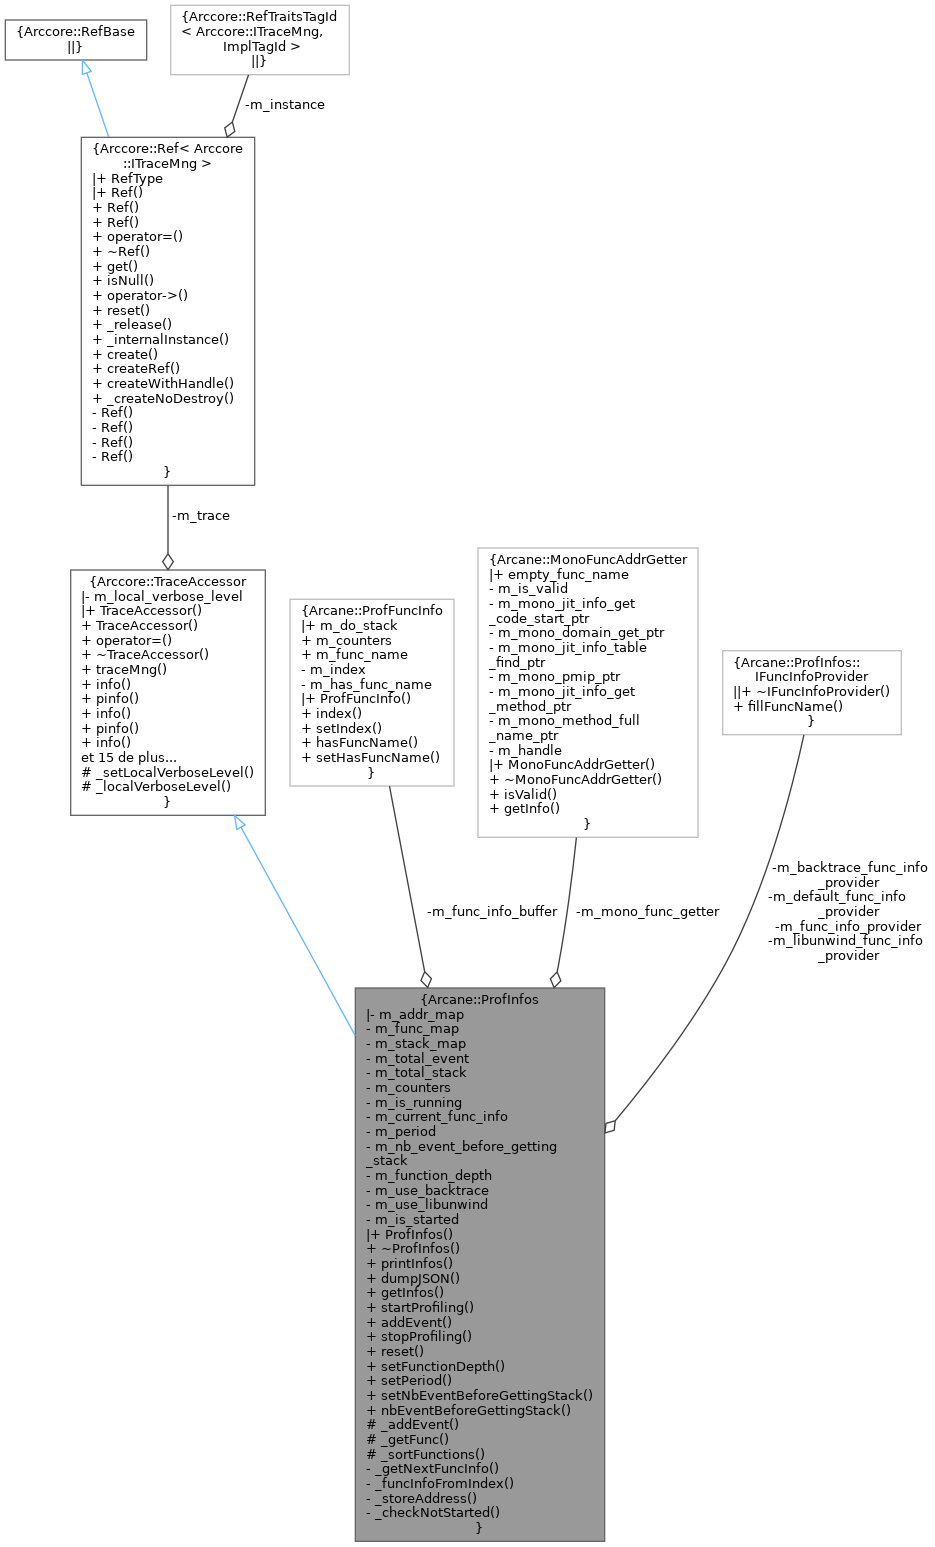 {Arccore::RefBase
||}
{Arccore::RefTraitsTagId
< Arccore::ITraceMng,
ImplTagId >
||}
-m_instance
{Arccore::Ref< Arccore
::ITraceMng >
|+ RefType
|+ Ref()
+ Ref()
+ Ref()
+ operator=()
+ ~Ref()
+ get()
+ isNull()
+ operator->()
+ reset()
+ _release()
+ _internalInstance()
+ create()
+ createRef()
+ createWithHandle()
+ _createNoDestroy()
- Ref()
- Ref()
- Ref()
- Ref()
}
-m_trace
{Arccore::TraceAccessor
|- m_local_verbose_level
|+ TraceAccessor()
+ TraceAccessor()
+ operator=()
+ ~TraceAccessor()
+ traceMng()
+ info()
+ pinfo()
+ info()
+ pinfo()
+ info()
et 15 de plus...
# _setLocalVerboseLevel()
# _localVerboseLevel()
}
{Arcane::ProfFuncInfo
|+ m_do_stack
+ m_counters
+ m_func_name
- m_index
- m_has_func_name
|+ ProfFuncInfo()
+ index()
+ setIndex()
+ hasFuncName()
+ setHasFuncName()
}
{Arcane::MonoFuncAddrGetter
|+ empty_func_name
- m_is_valid
- m_mono_jit_info_get
_code_start_ptr
- m_mono_domain_get_ptr
- m_mono_jit_info_table
_find_ptr
- m_mono_pmip_ptr
- m_mono_jit_info_get
_method_ptr
- m_mono_method_full
_name_ptr
- m_handle
|+ MonoFuncAddrGetter()
+ ~MonoFuncAddrGetter()
+ isValid()
+ getInfo()
}
{Arcane::ProfInfos::
IFuncInfoProvider
||+ ~IFuncInfoProvider()
+ fillFuncName()
}
-m_func_info_buffer
-m_mono_func_getter
-m_backtrace_func_info
_provider
-m_default_func_info
_provider
-m_func_info_provider
-m_libunwind_func_info
_provider
{Arcane::ProfInfos
|- m_addr_map
- m_func_map
- m_stack_map
- m_total_event
- m_total_stack
- m_counters
- m_is_running
- m_current_func_info
- m_period
- m_nb_event_before_getting
_stack
- m_function_depth
- m_use_backtrace
- m_use_libunwind
- m_is_started
|+ ProfInfos()
+ ~ProfInfos()
+ printInfos()
+ dumpJSON()
+ getInfos()
+ startProfiling()
+ addEvent()
+ stopProfiling()
+ reset()
+ setFunctionDepth()
+ setPeriod()
+ setNbEventBeforeGettingStack()
+ nbEventBeforeGettingStack()
# _addEvent()
# _getFunc()
# _sortFunctions()
- _getNextFuncInfo()
- _funcInfoFromIndex()
- _storeAddress()
- _checkNotStarted()
}